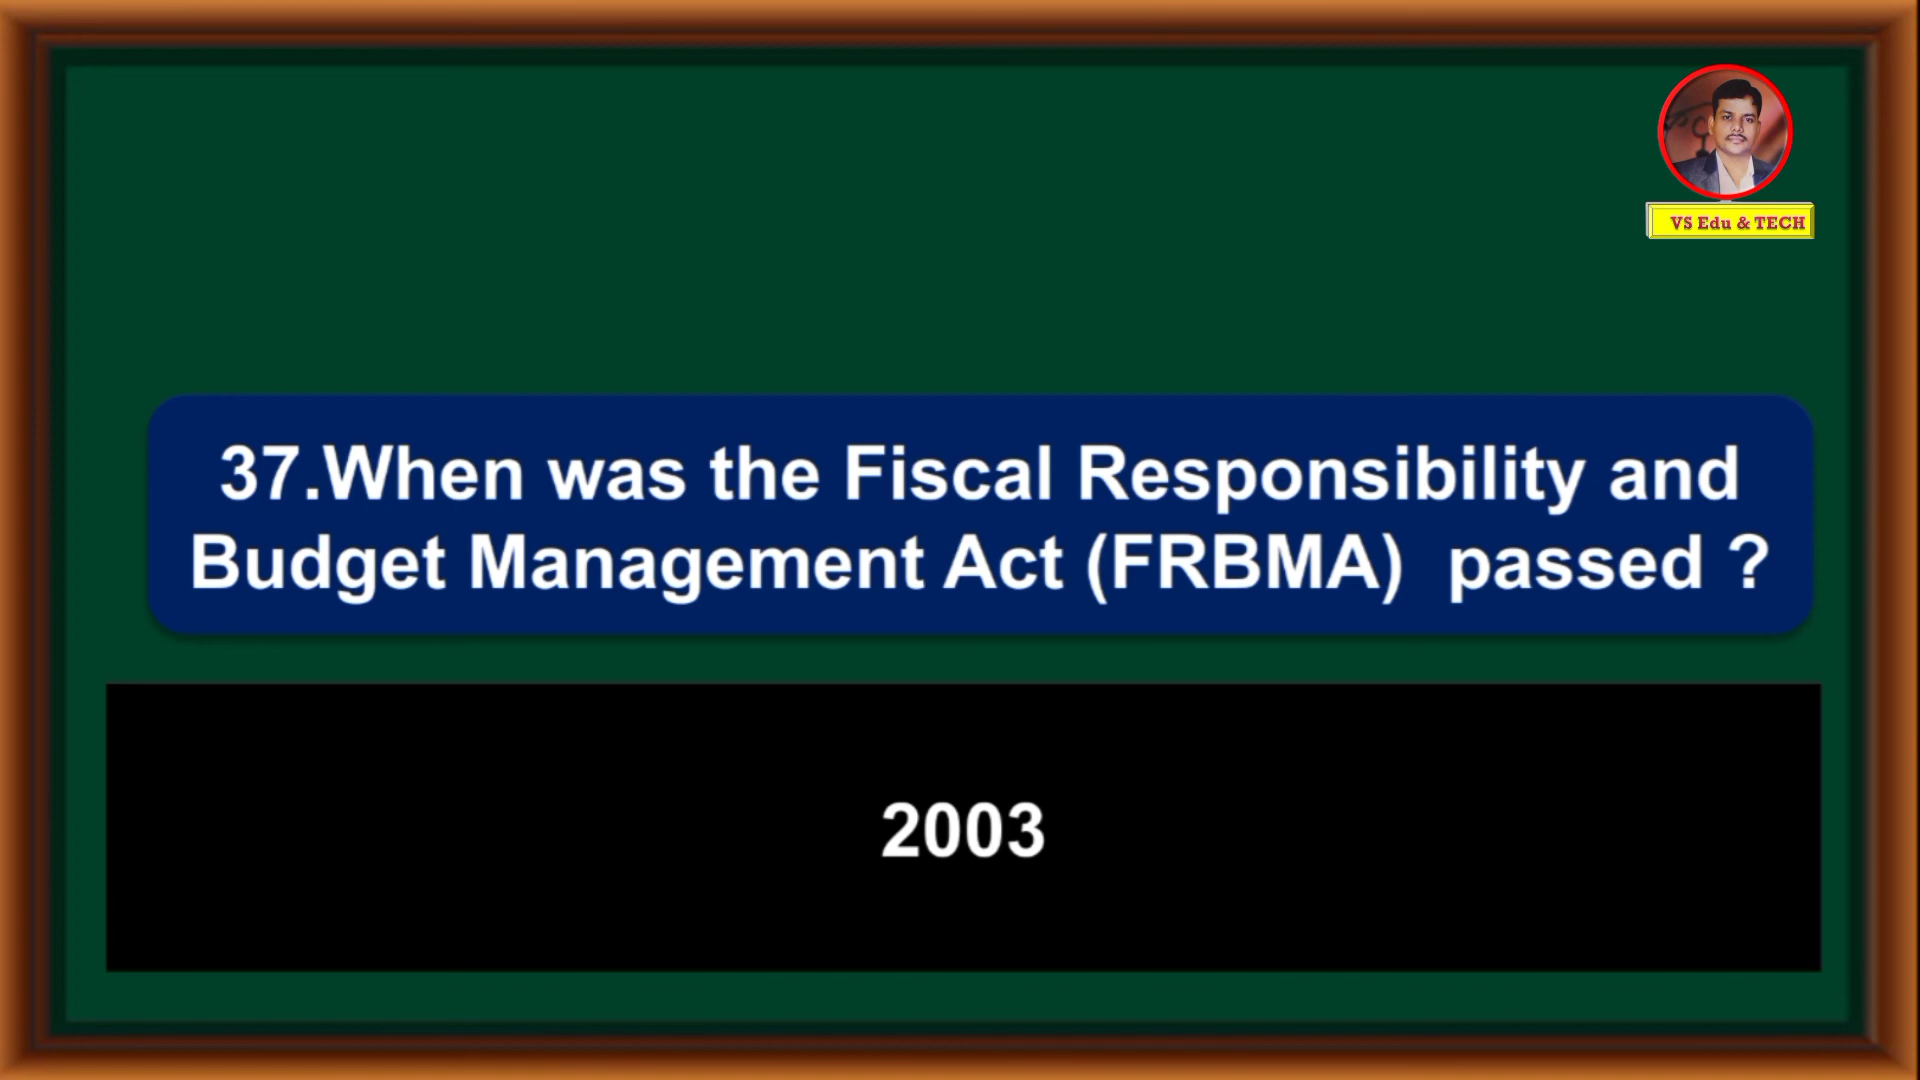 VS Edu & TECH
37.When was the Fiscal Responsibility and
Budget Management Act (FRBMA)  passed ?
2003